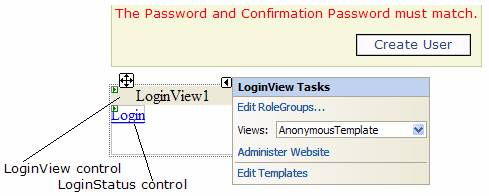 The Password and Confirmation Password must match.
Create User
LoginView Tasks
LoginView1
Edit RoleGroups...
Login
Views: AnonymousTemplate
Administer Website
LoginView control
Edit Templates
LoginStatus control